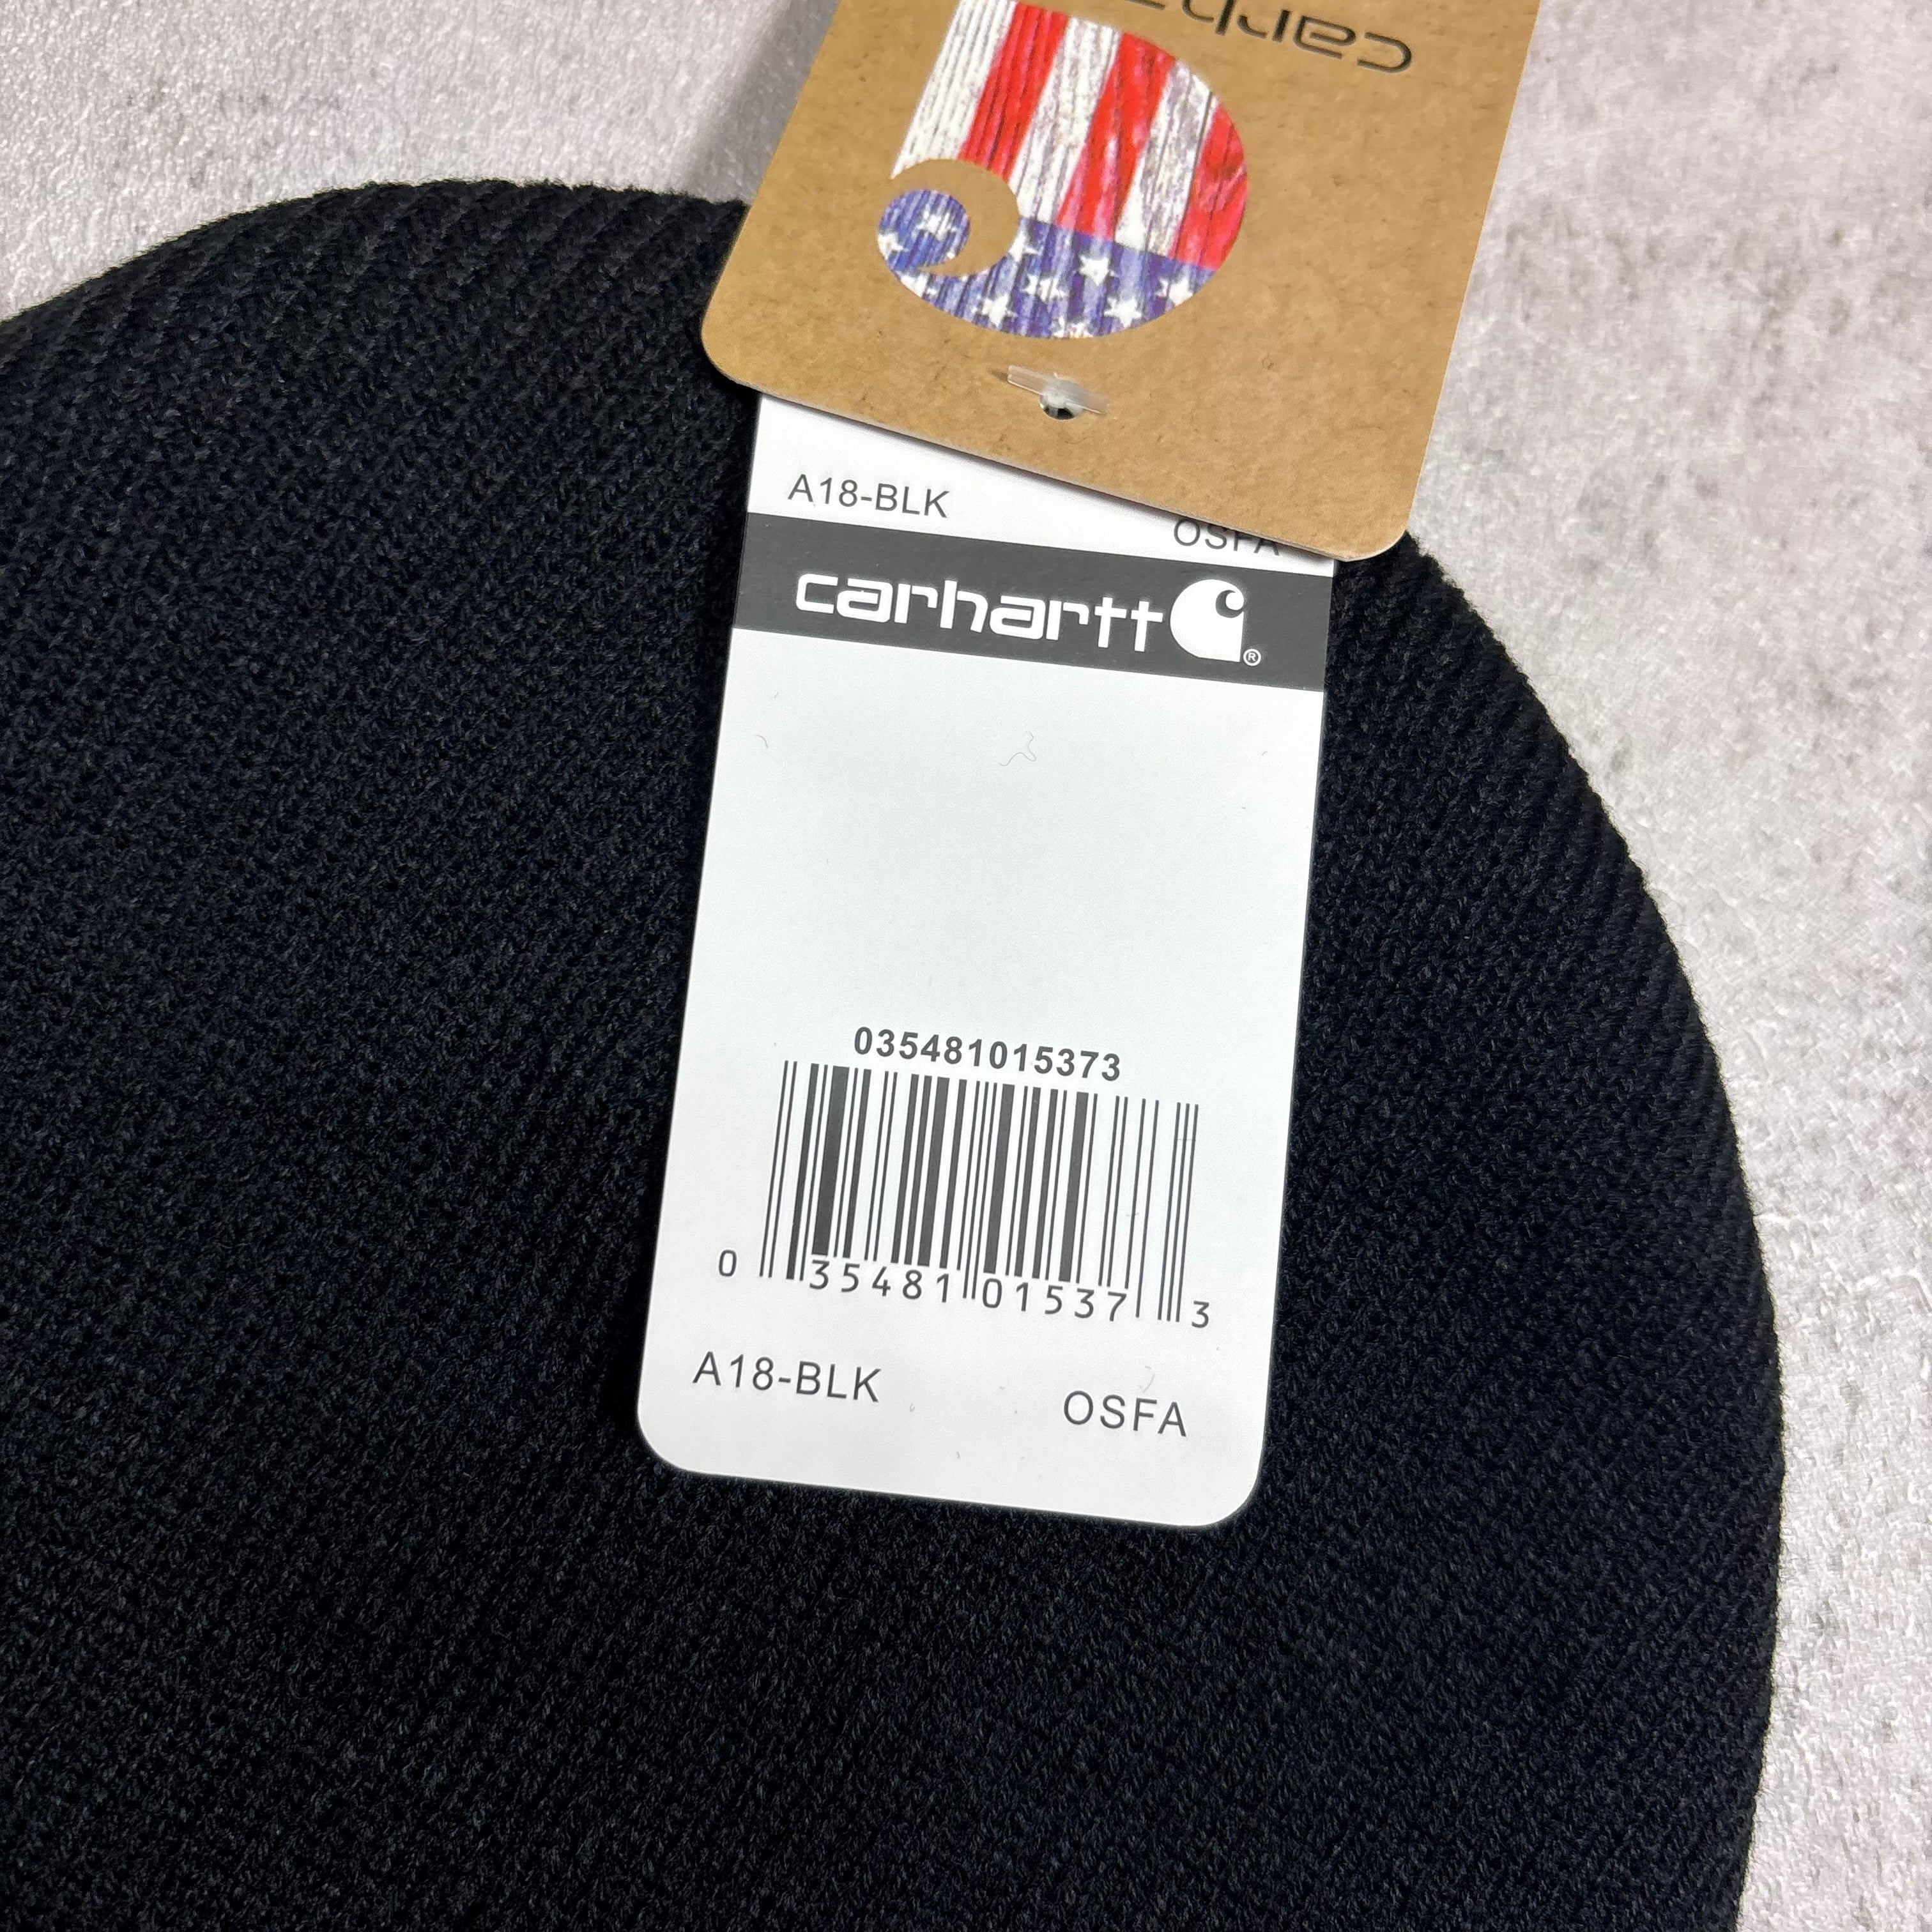 A18-BLK
OSFA
carhartt ®
035481015373
0 35481 01537 3
A18-BLK OSFA